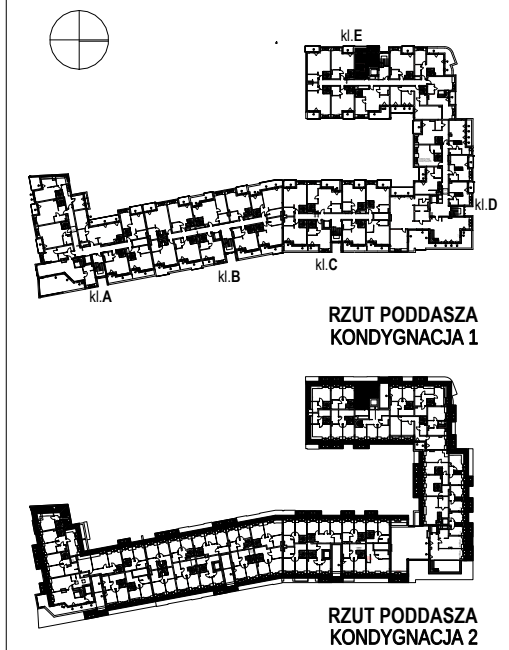 kl.E
kl.D
kl.B
kl.C
kl.A
RZUT PODDASZA
KONDYGNACJA 1
RZUT PODDASZA
KONDYGNACJA 2